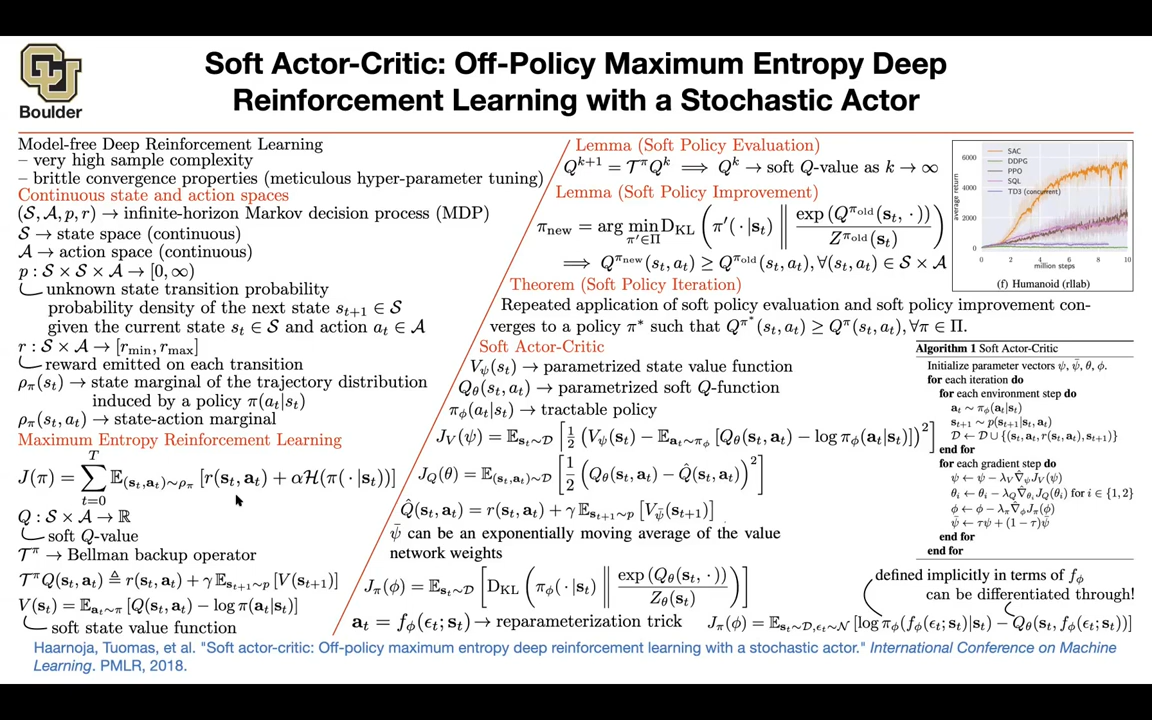 Soft Actor-Critic: Off-Policy Maximum Entropy Deep
Reinforcement Learning with a Stochastic Actor
Boulder
Model-free Deep Reinforcement Learning
– very high sample complexity
– brittle convergence properties (meticulous hyper-parameter tuning)
Continuous state and action spaces
(𝒮, 𝒜, p, r) → infinite-horizon Markov decision process (MDP)
𝒮 → state space (continuous)
𝒜 → action space (continuous)
p : 𝒮 × 𝒮 × 𝒜 → [0, ∞)
unknown state transition probability
probability density of the next state s_{t+1} ∈ 𝒮
given the current state s_t ∈ 𝒮 and action a_t ∈ 𝒜
r : 𝒮 × 𝒜 → [r_min, r_max]
reward emitted on each transition
ρ_π(s_t) → state marginal of the trajectory distribution
induced by a policy π(a_t|s_t)
ρ_π(s_t, a_t) → state-action marginal
Maximum Entropy Reinforcement Learning
J(π) = ∑_{t=0}^{T} 𝔼_{(s_t,a_t)∼ρ_π} [r(s_t, a_t) + αℋ(π(·|s_t))]
Q : 𝒮 × 𝒜 → ℝ
soft Q-value
𝒯^π → Bellman backup operator
𝒯^π Q(s_t, a_t) ≜ r(s_t, a_t) + γ 𝔼_{s_{t+1}∼p} [V(s_{t+1})]
V(s_t) = 𝔼_{a_t∼π} [Q(s_t, a_t) − log π(a_t|s_t)]
soft state value function
Lemma (Soft Policy Evaluation)
Q^{k+1} = 𝒯^π Q^k ⟹ Q^k → soft Q-value as k → ∞
Lemma (Soft Policy Improvement)
π_new = arg min_{π'∈Π} D_KL ( π'(·|s_t) ‖ exp (Q^{π_old}(s_t, ·)) / Z^{π_old}(s_t) )
⟹ Q^{π_new}(s_t, a_t) ≥ Q^{π_old}(s_t, a_t), ∀(s_t, a_t) ∈ 𝒮 × 𝒜
Theorem (Soft Policy Iteration)
Repeated application of soft policy evaluation and soft policy improvement con-
verges to a policy π* such that Q^{π*}(s_t, a_t) ≥ Q^π(s_t, a_t), ∀π ∈ Π.
Soft Actor-Critic
V_ψ(s_t) → parametrized state value function
Q_θ(s_t, a_t) → parametrized soft Q-function
π_ϕ(a_t|s_t) → tractable policy
J_V(ψ) = 𝔼_{s_t∼𝒟} [ ½ (V_ψ(s_t) − 𝔼_{a_t∼π_ϕ} [Q_θ(s_t, a_t) − log π_ϕ(a_t|s_t)])² ]
J_Q(θ) = 𝔼_{(s_t,a_t)∼𝒟} [ ½ (Q_θ(s_t, a_t) − Q̂(s_t, a_t))² ]
Q̂(s_t, a_t) = r(s_t, a_t) + γ 𝔼_{s_{t+1}∼p} [V_ψ̄(s_{t+1})]
ψ̄ can be an exponentially moving average of the value
network weights
J_π(ϕ) = 𝔼_{s_t∼𝒟} [ D_KL ( π_ϕ(·|s_t) ‖ exp (Q_θ(s_t, ·)) / Z_θ(s_t) ) ]
a_t = f_ϕ(ϵ_t; s_t) → reparameterization trick
J_π(ϕ) = 𝔼_{s_t∼𝒟,ϵ_t∼𝒩} [log π_ϕ(f_ϕ(ϵ_t; s_t)|s_t) − Q_θ(s_t, f_ϕ(ϵ_t; s_t))]
defined implicitly in terms of f_ϕ
can be differentiated through!
SAC
DDPG
PPO
SQL
TD3 (concurrent)
average return
6000
4000
2000
0
0 2 4 6 8 10
million steps
(f) Humanoid (rllab)
Algorithm 1 Soft Actor-Critic
Initialize parameter vectors ψ, ψ̄, θ, ϕ.
for each iteration do
for each environment step do
a_t ∼ π_ϕ(a_t|s_t)
s_{t+1} ∼ p(s_{t+1}|s_t, a_t)
𝒟 ← 𝒟 ∪ {(s_t, a_t, r(s_t, a_t), s_{t+1})}
end for
for each gradient step do
ψ ← ψ − λ_V ∇̂_ψ J_V(ψ)
θ_i ← θ_i − λ_Q ∇̂_{θ_i} J_Q(θ_i) for i ∈ {1, 2}
ϕ ← ϕ − λ_π ∇̂_ϕ J_π(ϕ)
ψ̄ ← τψ + (1 − τ)ψ̄
end for
end for
Haarnoja, Tuomas, et al. "Soft actor-critic: Off-policy maximum entropy deep reinforcement learning with a stochastic actor." International Conference on Machine
Learning. PMLR, 2018.